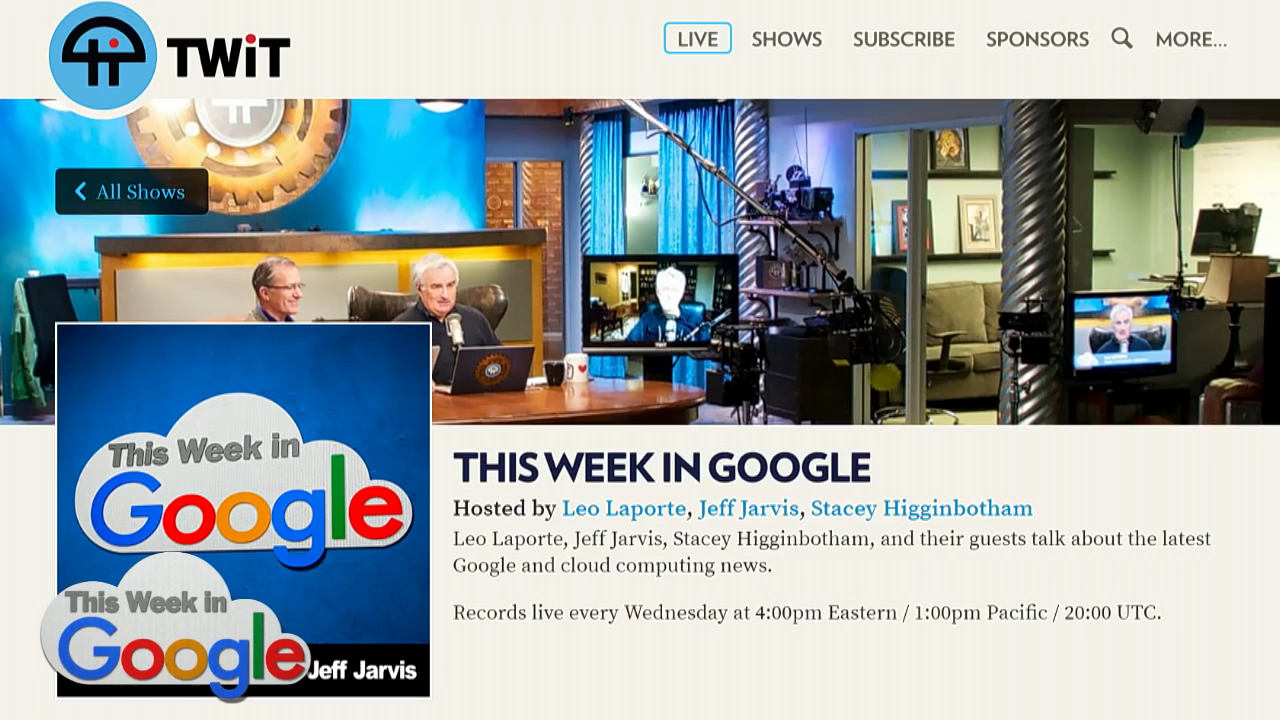 TWiT
LIVE
SHOWS
SUBSCRIBE
SPONSORS
MORE...
All Shows
This Week in
Google
This Week in
Google
Jeff Jarvis
THIS WEEK IN GOOGLE
Hosted by Leo Laporte, Jeff Jarvis, Stacey Higginbotham
Leo Laporte, Jeff Jarvis, Stacey Higginbotham, and their guests talk about the latest
Google and cloud computing news.
Records live every Wednesday at 4:00pm Eastern / 1:00pm Pacific / 20:00 UTC.